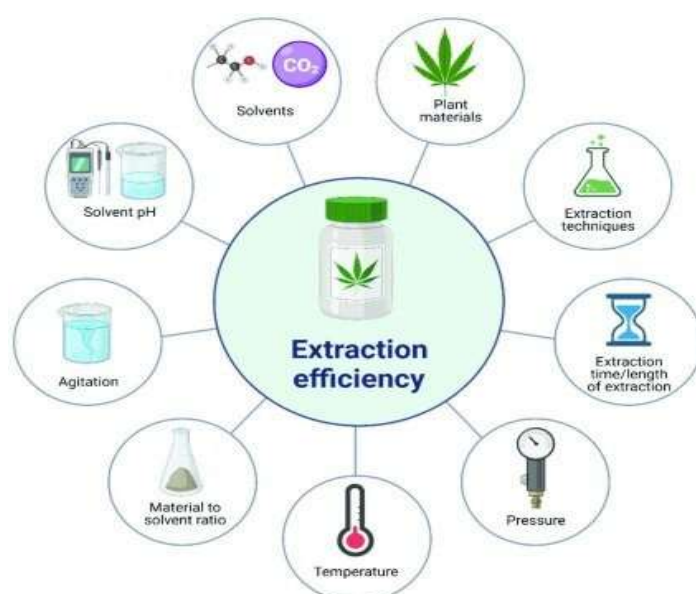 CO₂
Solvents
Plant
materials
Solvent pH
Extraction
techniques
Extraction
efficiency
Agitation
Extraction
time/length
of extraction
Material to
solvent ratio
Pressure
Temperature